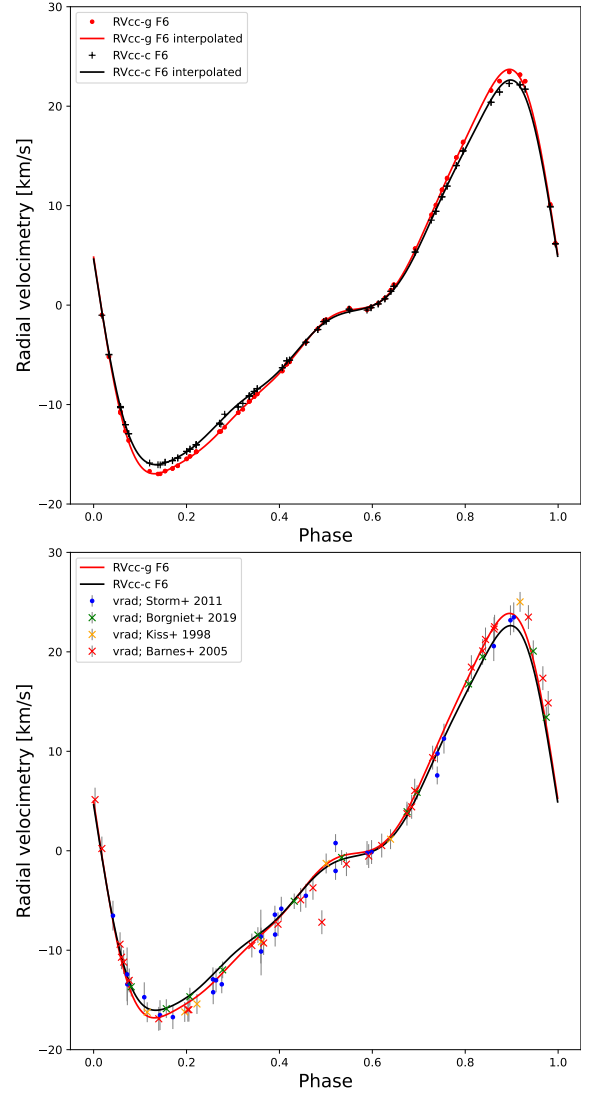 RVcc-g F6
RVcc-g F6 interpolated
RVcc-c F6
RVcc-c F6 interpolated
Radial velocimetry [km/s]
30
20
10
0
−10
−20
0.0 0.2 0.4 0.6 0.8 1.0
Phase
RVcc-g F6
RVcc-c F6
vrad; Storm+ 2011
vrad; Borgniet+ 2019
vrad; Kiss+ 1998
vrad; Barnes+ 2005
Radial velocimetry [km/s]
30
20
10
0
−10
−20
0.0 0.2 0.4 0.6 0.8 1.0
Phase